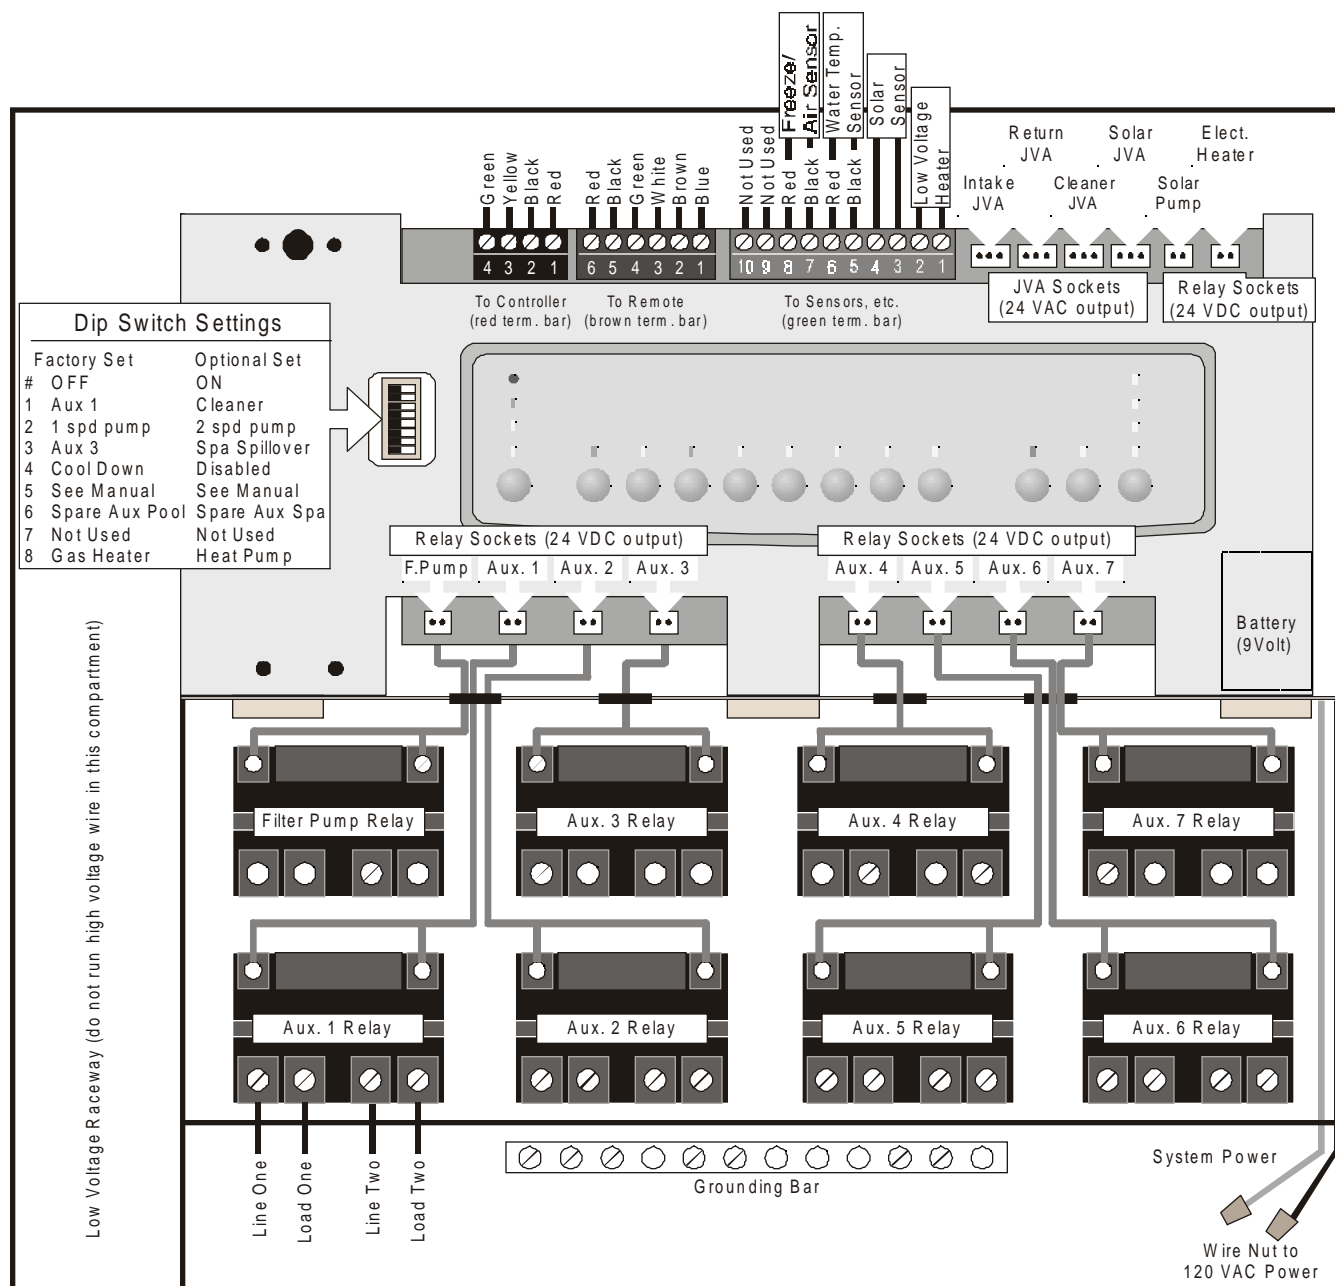 Freeze/
Air Sensor
Water Temp.
Sensor
Solar
Sensor
Low Voltage
Heater
Green
Yellow
Black
Red
Red
Black
Green
White
Brown
Blue
Not Used
Not Used
Red
Black
Red
Black
Return
JVA
Solar
JVA
Elect.
Heater
Intake
JVA
Cleaner
JVA
Solar
Pump
4 3 2 1
6 5 4 3 2 1
10 9 8 7 6 5 4 3 2 1
To Controller
(red term. bar)
To Remote
(brown term. bar)
To Sensors, etc.
(green term. bar)
JVA Sockets
(24 VAC output)
Relay Sockets
(24 VDC output)
Dip Switch Settings
Factory Set Optional Set
# OFF ON
1 Aux 1 Cleaner
2 1 spd pump 2 spd pump
3 Aux 3 Spa Spillover
4 Cool Down Disabled
5 See Manual See Manual
6 Spare Aux Pool Spare Aux Spa
7 Not Used Not Used
8 Gas Heater Heat Pump
Relay Sockets (24 VDC output)
F.Pump Aux. 1 Aux. 2 Aux. 3
Relay Sockets (24 VDC output)
Aux. 4 Aux. 5 Aux. 6 Aux. 7
Battery
(9Volt)
Low Voltage Raceway (do not run high voltage wire in this compartment)
Filter Pump Relay
Aux. 3 Relay
Aux. 4 Relay
Aux. 7 Relay
Aux. 1 Relay
Aux. 2 Relay
Aux. 5 Relay
Aux. 6 Relay
Line One
Load One
Line Two
Load Two
Grounding Bar
System Power
Wire Nut to
120 VAC Power